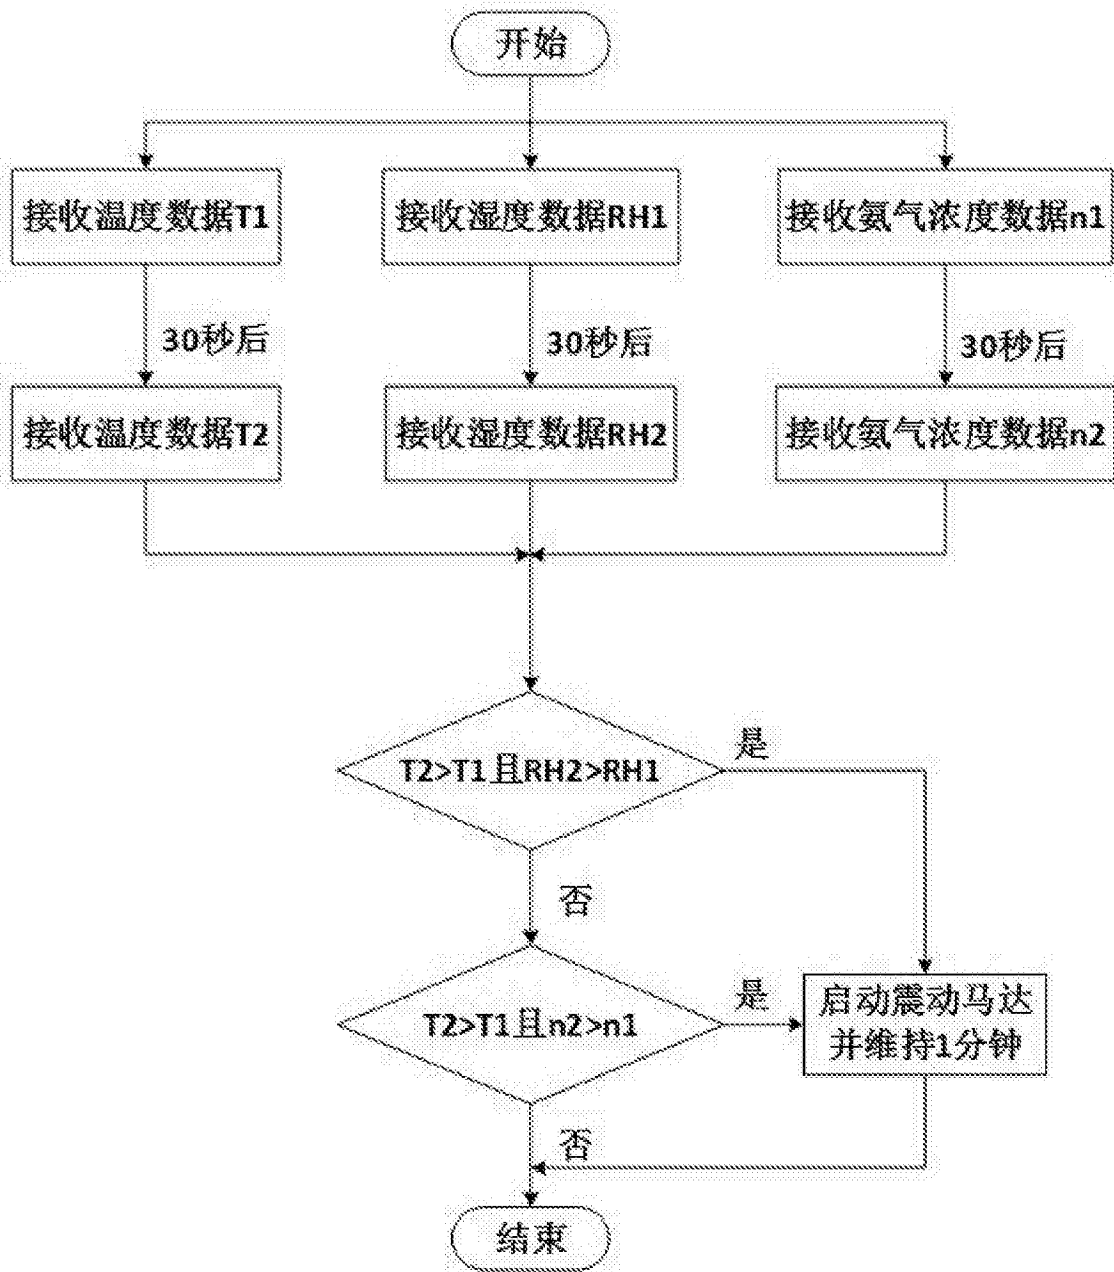 开始
接收温度数据T1
接收湿度数据RH1
接收氨气浓度数据n1
30秒后
30秒后
30秒后
接收温度数据T2
接收湿度数据RH2
接收氨气浓度数据n2
T2>T1且RH2>RH1
是
否
T2>T1且n2>n1
是
启动震动马达
并维持1分钟
否
结束